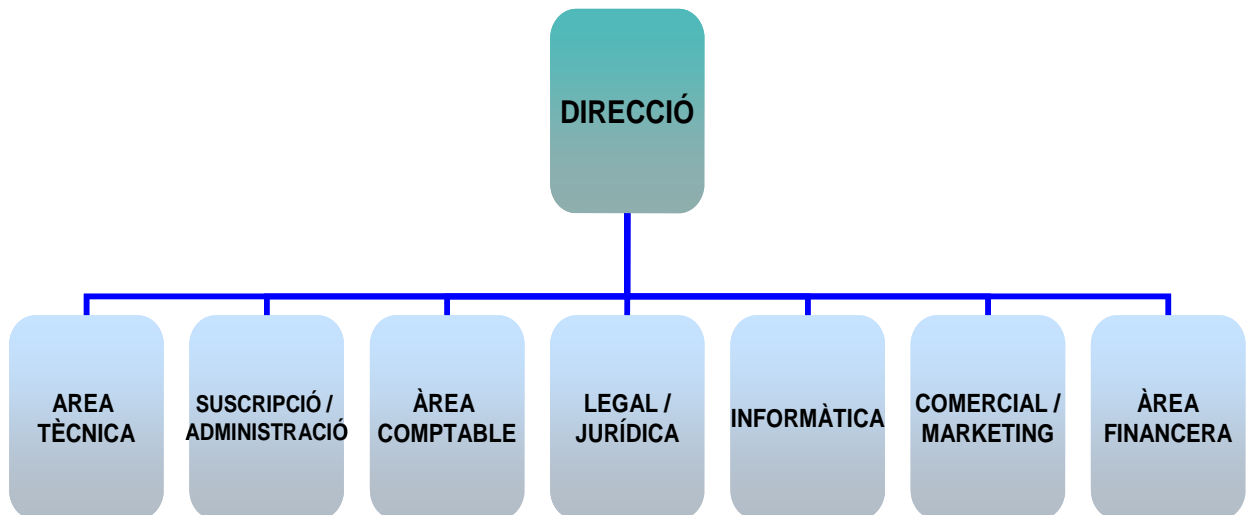 DIRECCIÓ
AREA
TÈCNICA
SUSCRIPCIÓ /
ADMINISTRACIÓ
ÀREA
COMPTABLE
LEGAL /
JURÍDICA
INFORMÀTICA
COMERCIAL /
MARKETING
ÀREA
FINANCERA